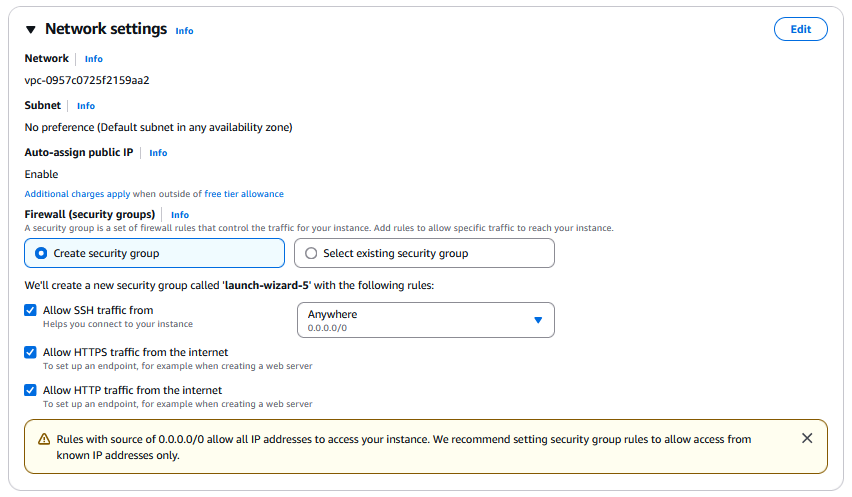 Network settings Info
Edit
Network Info
vpc-0957c0725f2159aa2
Subnet Info
No preference (Default subnet in any availability zone)
Auto-assign public IP Info
Enable
Additional charges apply when outside of free tier allowance
Firewall (security groups) Info
A security group is a set of firewall rules that control the traffic for your instance. Add rules to allow specific traffic to reach your instance.
Create security group
Select existing security group
We'll create a new security group called 'launch-wizard-5' with the following rules:
Allow SSH traffic from
Helps you connect to your instance
Anywhere
0.0.0.0/0
Allow HTTPS traffic from the internet
To set up an endpoint, for example when creating a web server
Allow HTTP traffic from the internet
To set up an endpoint, for example when creating a web server
Rules with source of 0.0.0.0/0 allow all IP addresses to access your instance. We recommend setting security group rules to allow access from
known IP addresses only.